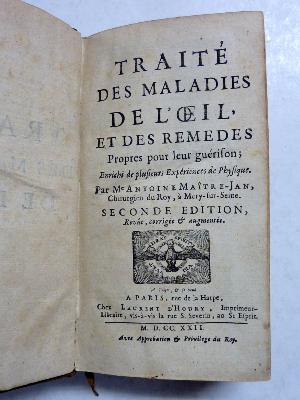 TRAITÉ
DES MALADIES
DE L'ŒIL,
ET DES REMEDES
Propres pour leur guérison;
Enrichi de plusieurs Expériences de Physique.
Par Me ANTOINE MAÎTRE-JAN,
Chirurgien du Roy, à Mery-sur-Seine.
SECONDE EDITION,
Revûë, corrigée & augmentée.
A PARIS, rue de la Harpe,
Chez LAURENT D'HOURY, Imprimeur-
Libraire, vis-à-vis la rue S. Severin, au St Esprit.
M. D. CC. XXII.
Avec Approbation & Privilege du Roy.